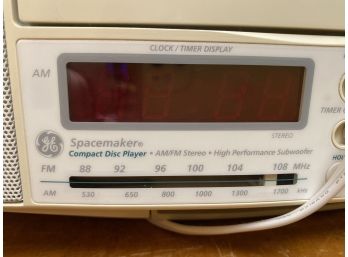 CLOCK / TIMER DISPLAY
AM
STEREO
TIMER
GE
Spacemaker®
Compact Disc Player • AM/FM Stereo • High Performance Subwoofer
HOL
FM 88 92 96 100 104 108 MHz
AM 530 650 800 1000 1300 1700 kHz